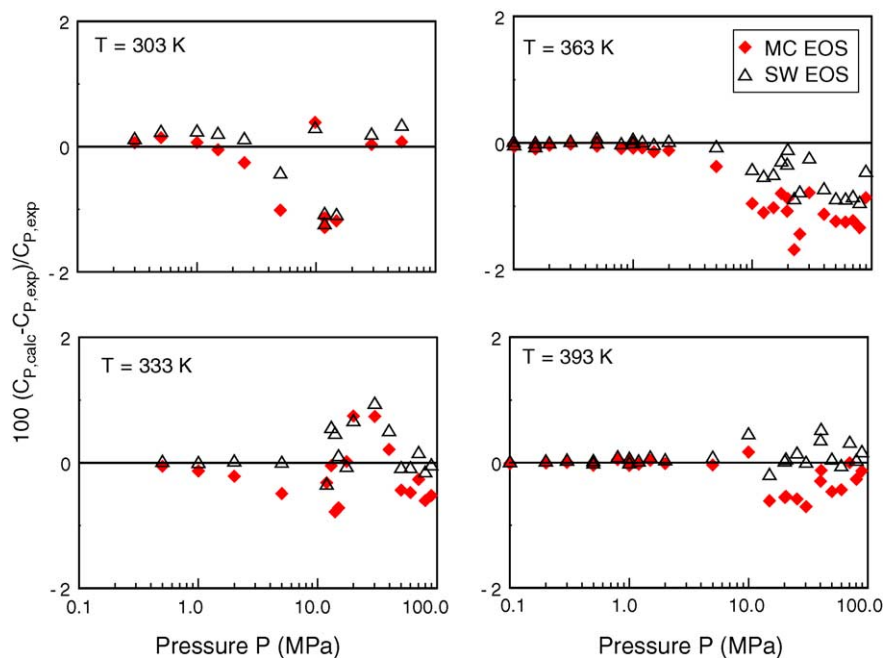 2
T = 303 K
0
- 2
2
T = 363 K
MC EOS
SW EOS
0
- 2
100 (C_P,calc-C_P,exp)/C_P,exp
2
T = 333 K
0
- 2
1.0
10.0
100.0
Pressure P (MPa)
2
T = 393 K
0
- 2
0.1
1.0
10.0
100.0
Pressure P (MPa)